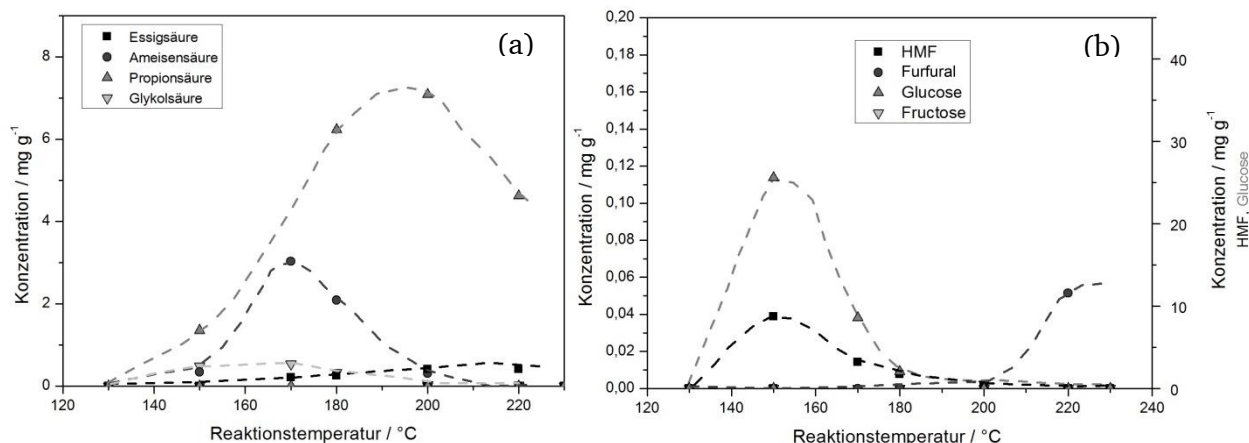 (a)
Essigsäure
Ameisensäure
Propionsäure
Glykolsäure
Konzentration / mg g-1
8
6
4
2
0
120 140 160 180 200 220
Reaktionstemperatur / °C
(b)
HMF
Furfural
Glucose
Fructose
Konzentration / mg g-1
0,20
0,18
0,16
0,14
0,12
0,10
0,08
0,06
0,04
0,02
0,00
120 140 160 180 200 220 240
Reaktionstemperatur / °C
40
30
20
10
0
Konzentration / mg g-1
HMF, Glucose